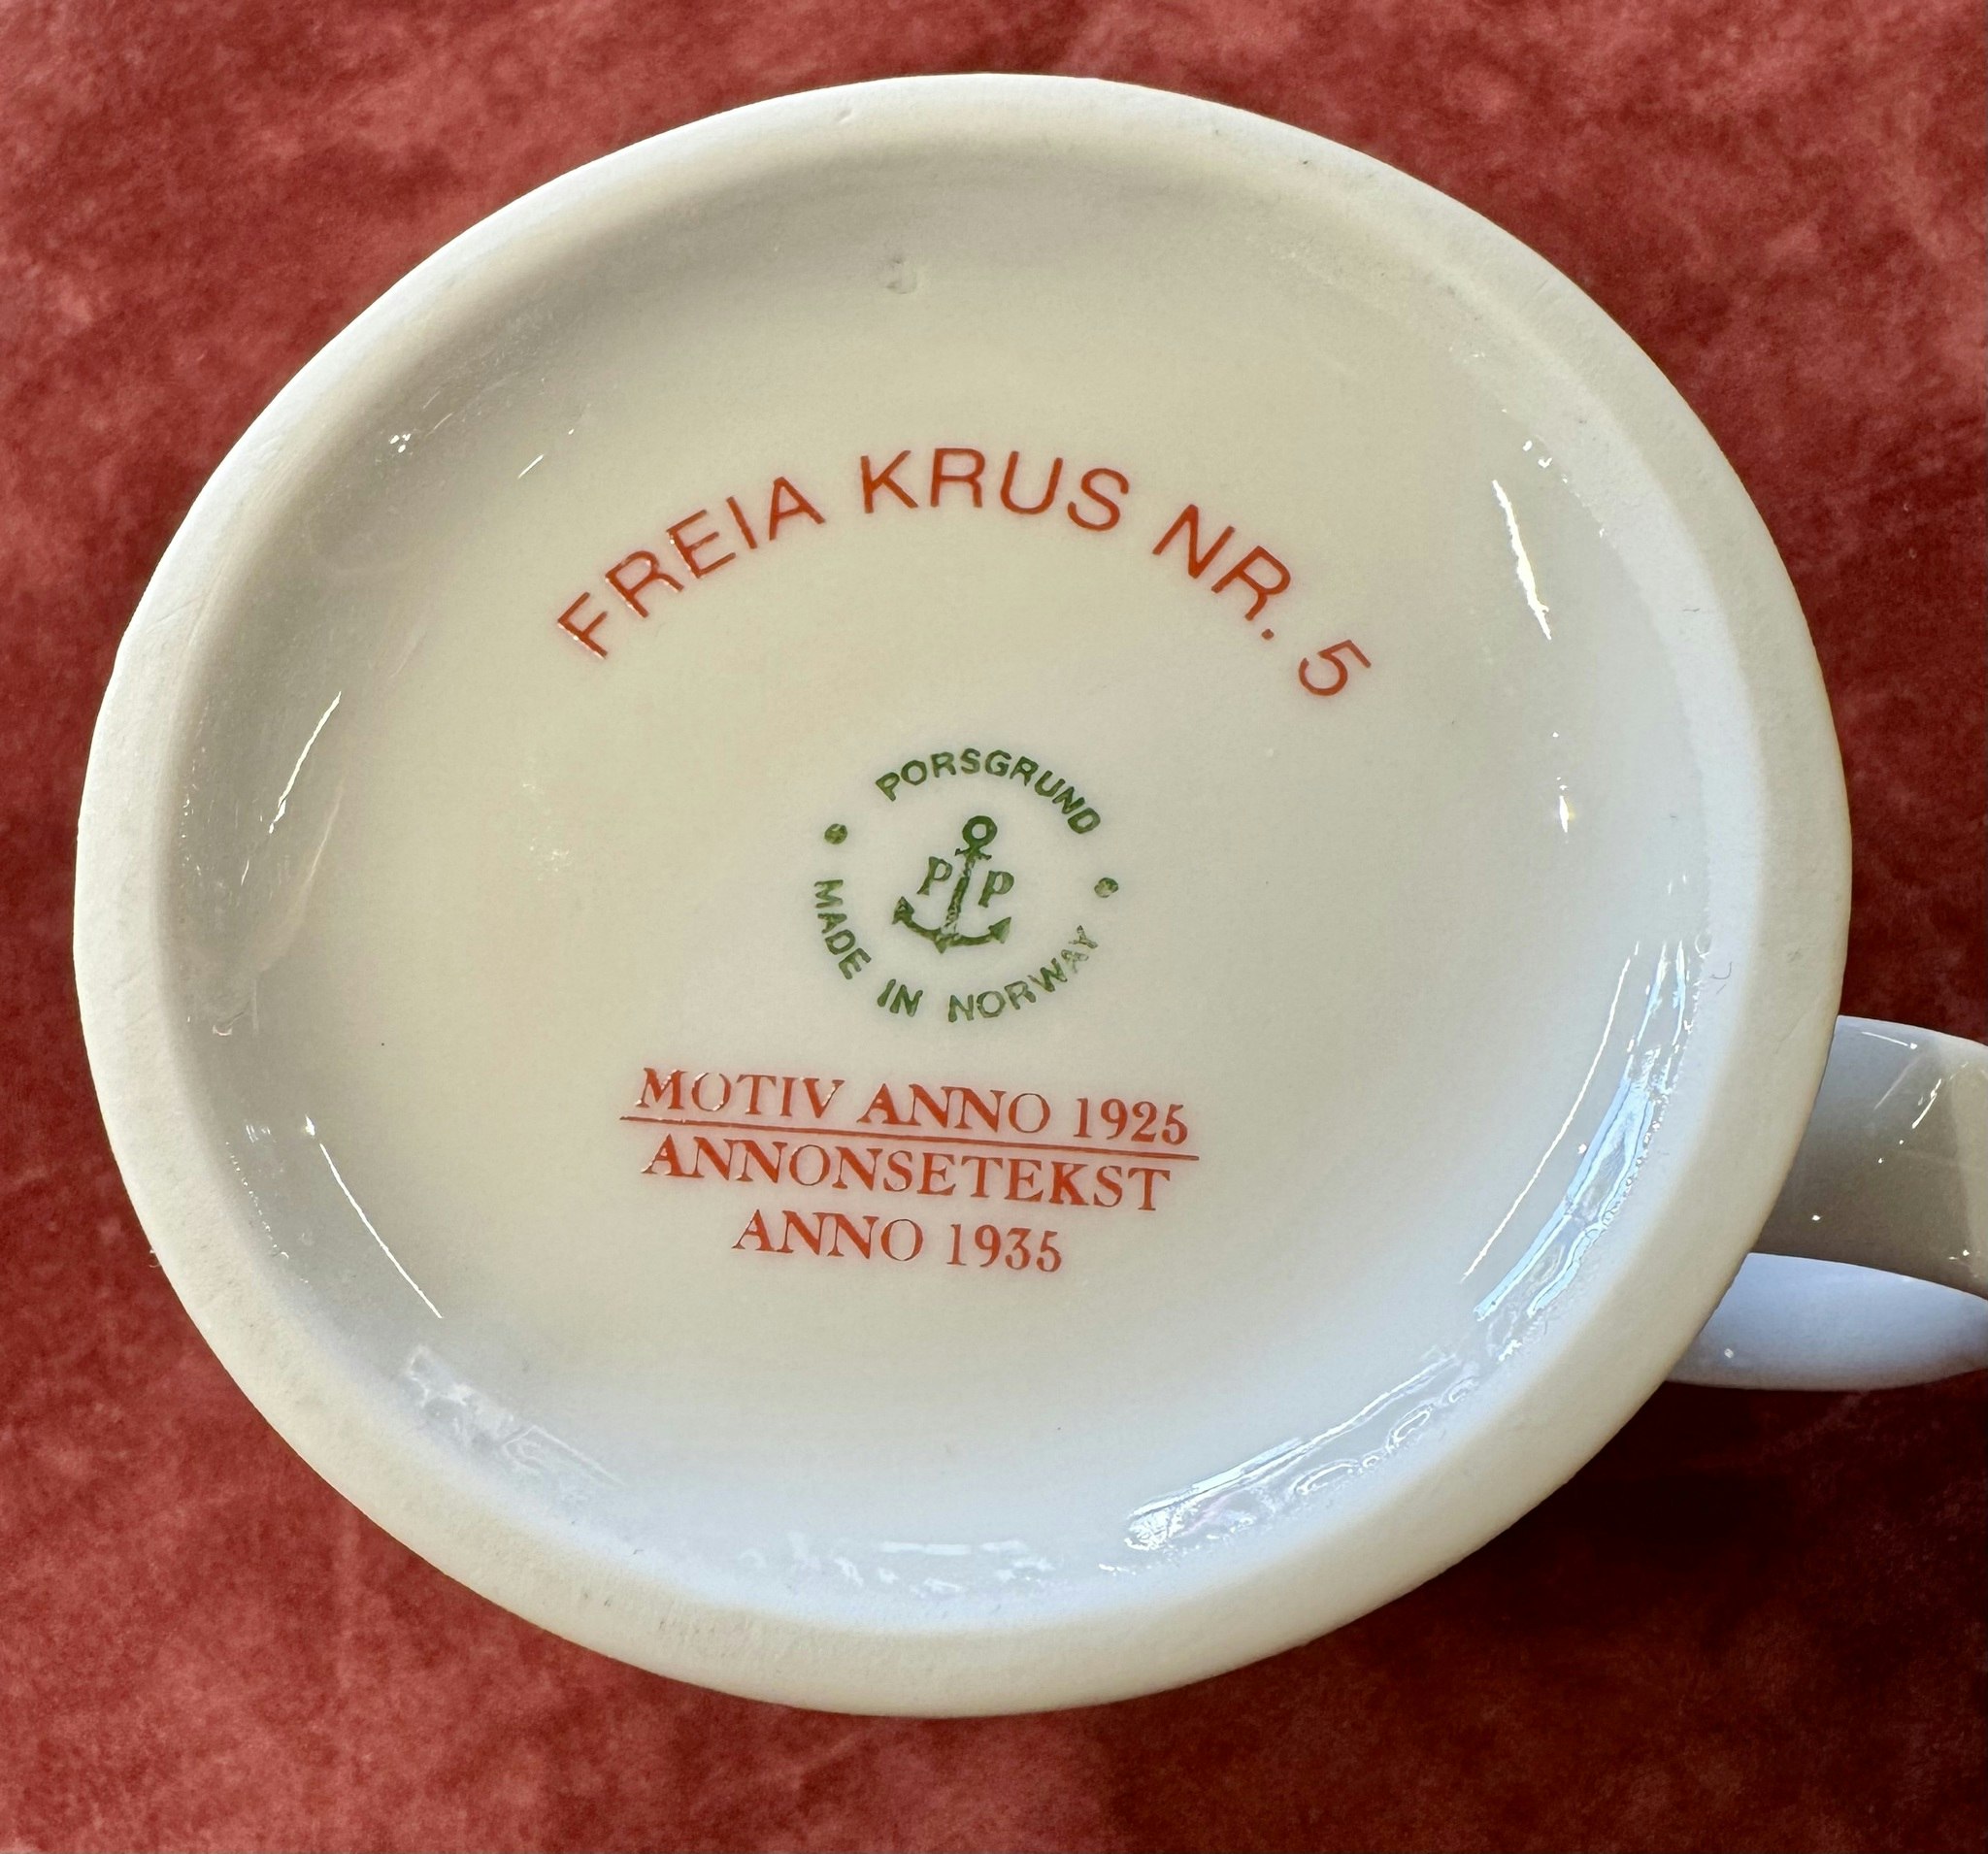 FREIA KRUS NR. 5
PORSGRUND
P P
MADE IN NORWAY
MOTIV ANNO 1925
ANNONSETEKST
ANNO 1935